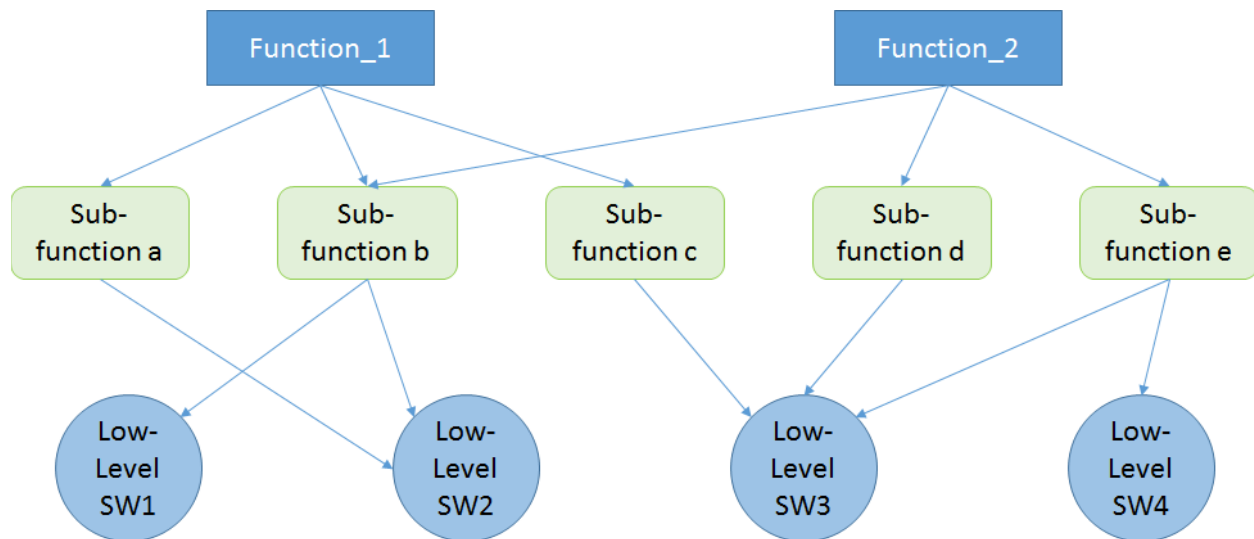 Function_1
Function_2
Sub-
function a
Sub-
function b
Sub-
function c
Sub-
function d
Sub-
function e
Low-
Level
SW1
Low-
Level
SW2
Low-
Level
SW3
Low-
Level
SW4